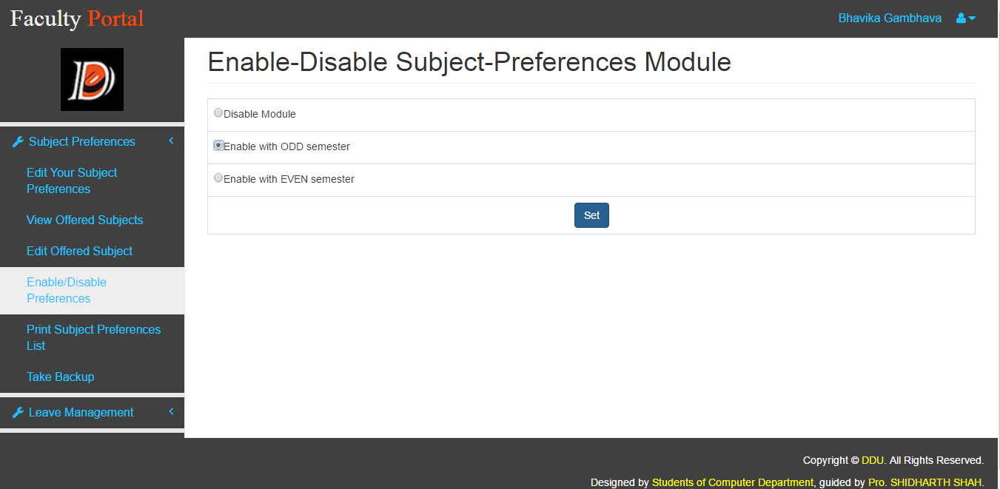 Faculty Portal
Bhavika Gambhava
Enable-Disable Subject-Preferences Module
Subject Preferences
Edit Your Subject
Preferences
View Offered Subjects
Edit Offered Subject
Enable/Disable
Preferences
Print Subject Preferences
List
Take Backup
Leave Management
Disable Module
Enable with ODD semester
Enable with EVEN semester
Set
Copyright © DDU. All Rights Reserved.
Designed by Students of Computer Department, guided by Pro. SHIDHARTH SHAH.